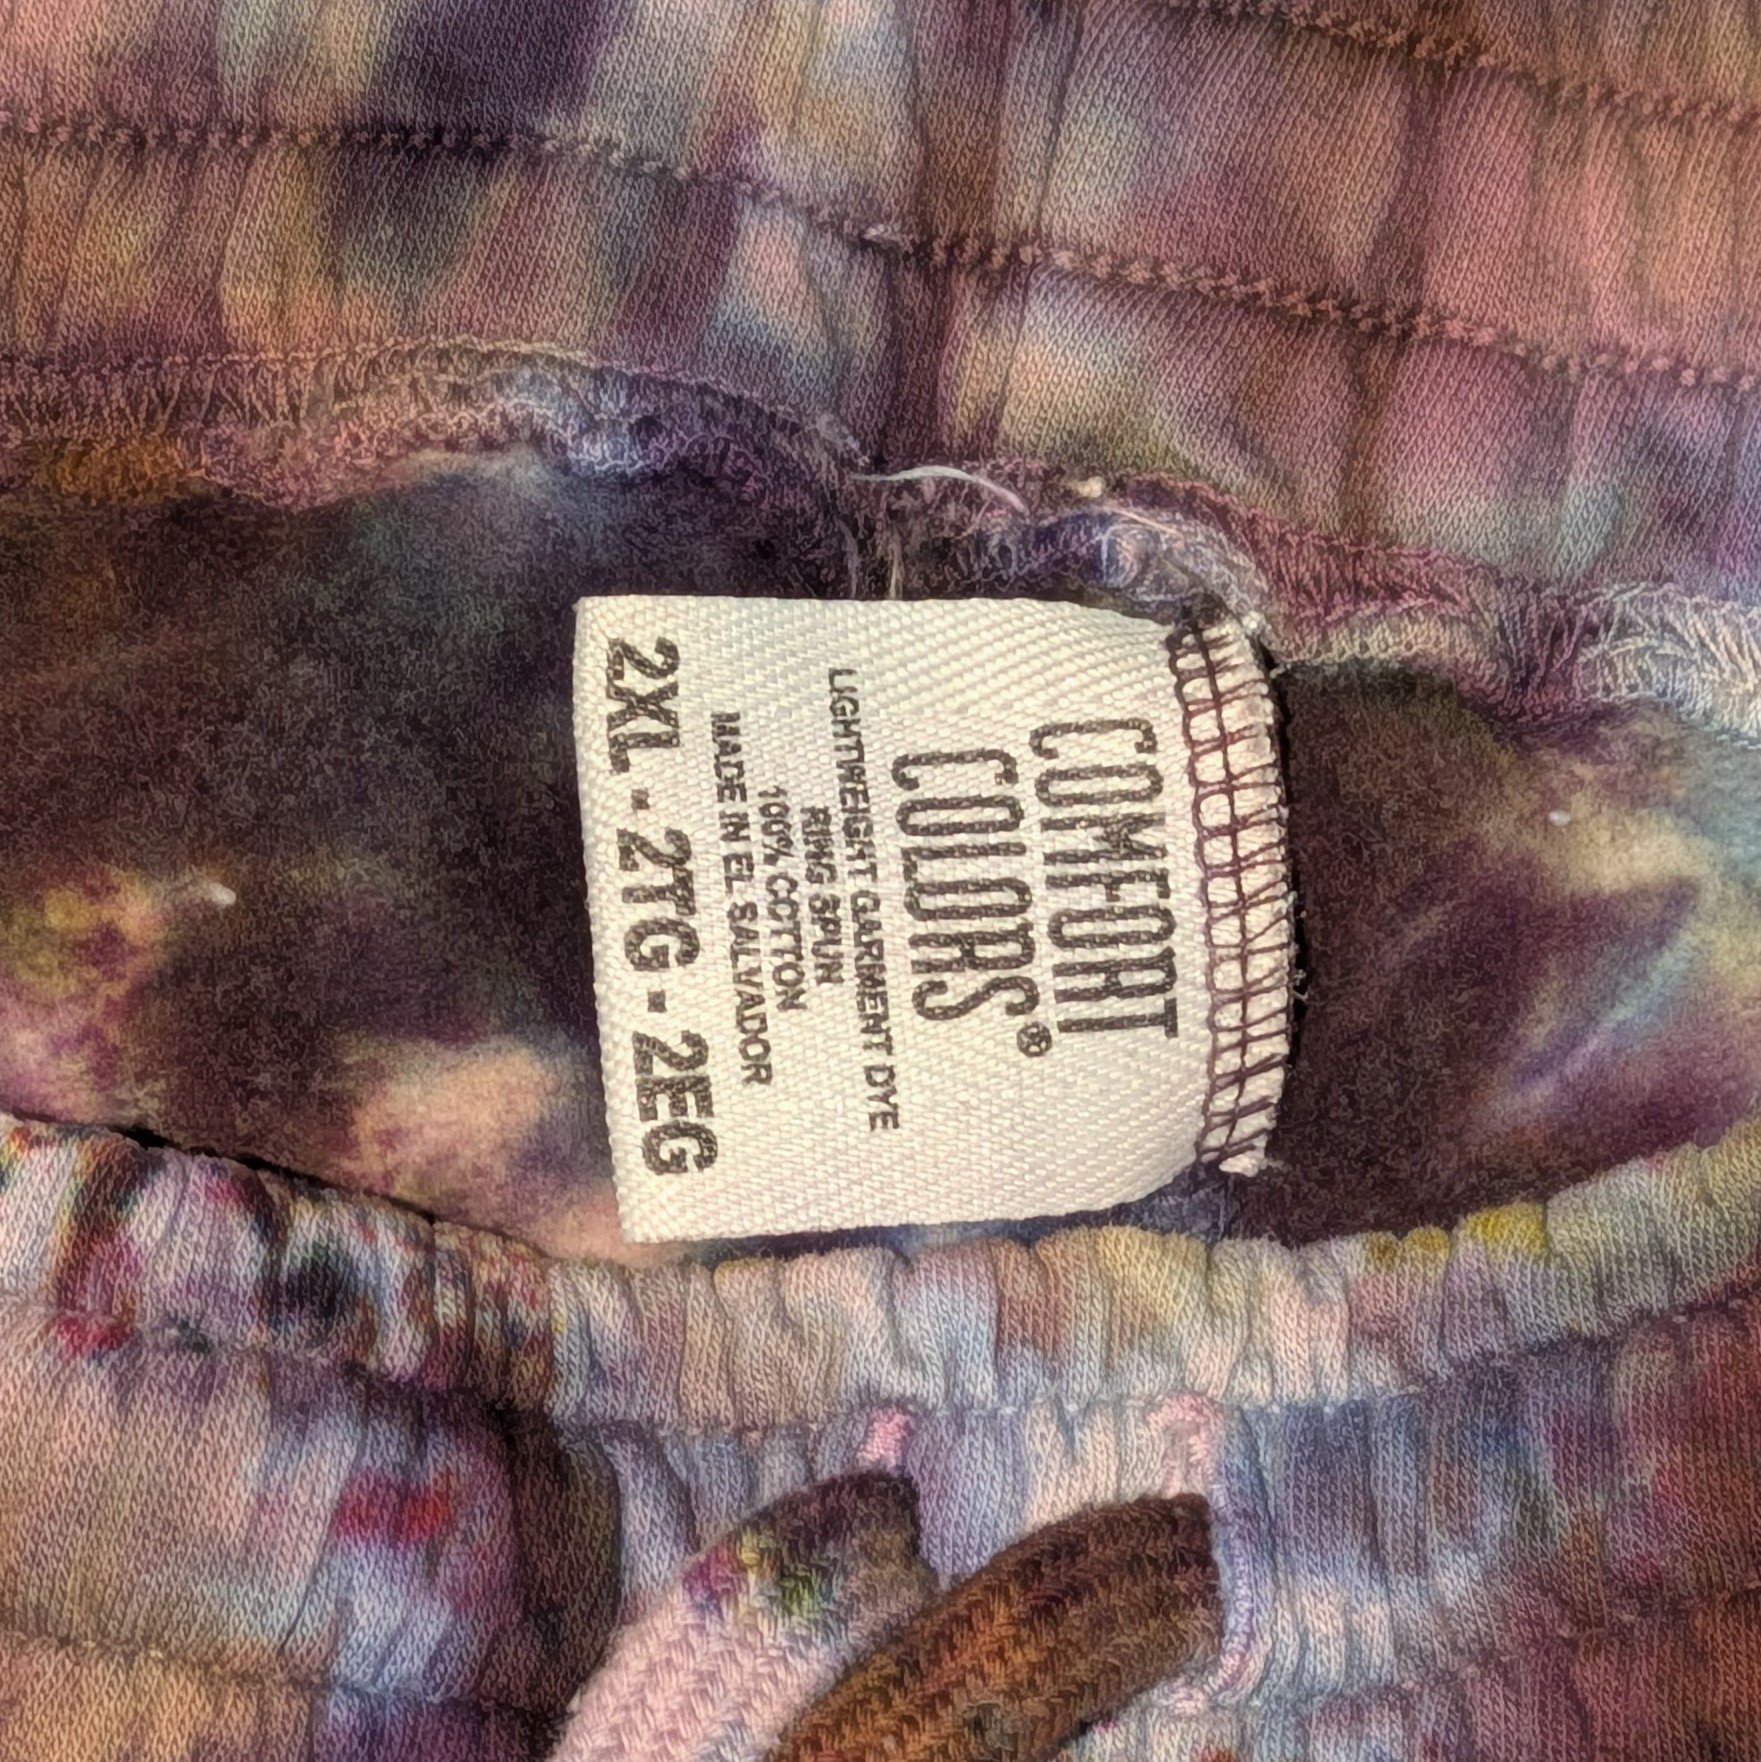 COMFORT
COLORS®
LIGHTWEIGHT GARMENT DYE
RING SPUN
100% COTTON
MADE IN EL SALVADOR
2XL · 2TG · 2EG